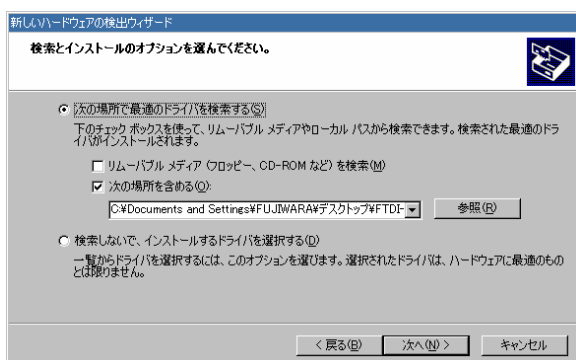 新しいハードウェアの検出ウィザード
検索とインストールのオプションを選んでください。
次の場所で最適のドライバを検索する(S)
下のチェック ボックスを使って、リムーバブル メディアやローカル パスから検索できます。検索された最適のドラ
イバがインストールされます。
リムーバブル メディア (フロッピー、CD-ROM など) を検索(M)
次の場所を含める(O):
C:¥Documents and Settings¥FUJIWARA¥デスクトップ¥FTDI-
参照(R)
検索しないで、インストールするドライバを選択する(D)
一覧からドライバを選択するには、このオプションを選びます。選択されたドライバは、ハードウェアに最適のもの
とは限りません。
< 戻る(B)
次へ(N) >
キャンセル